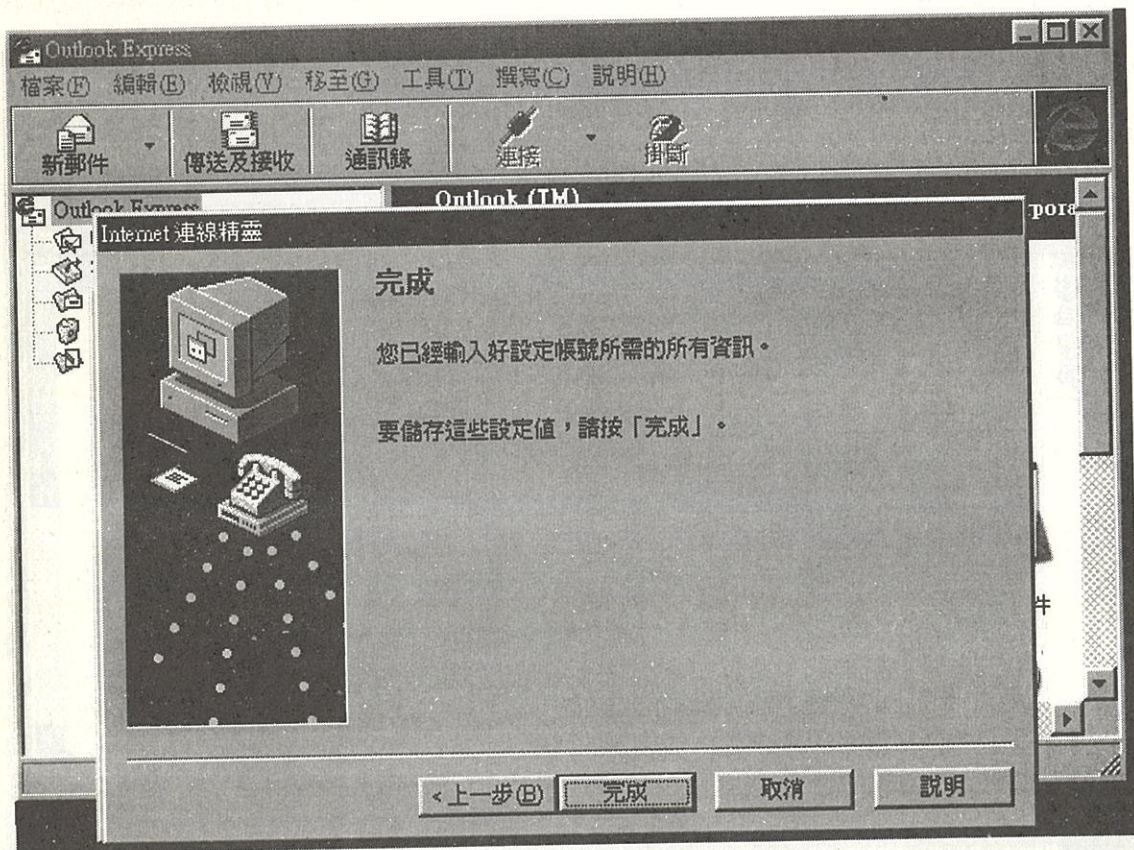 Outlook Express
檔案(F) 編輯(E) 檢視(V) 移至(G) 工具(T) 撰寫(C) 說明(H)
新郵件 傳送及接收 通訊錄 連接 掛斷
Outlook Express
Outlook (TM)
pora
Internet 連線精靈
完成
您已經輸入好設定帳號所需的所有資訊。
要儲存這些設定值，請按「完成」。
件
<上一步(B) 完成 取消 說明